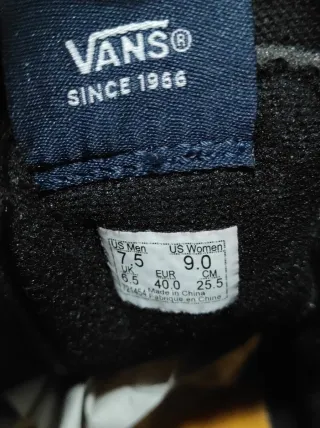 VANS®
SINCE 1966
US Men US Women
7.5 9.0
UK EUR CM
6.5 40.0 25.5
Made in China
Fabriqué en Chine